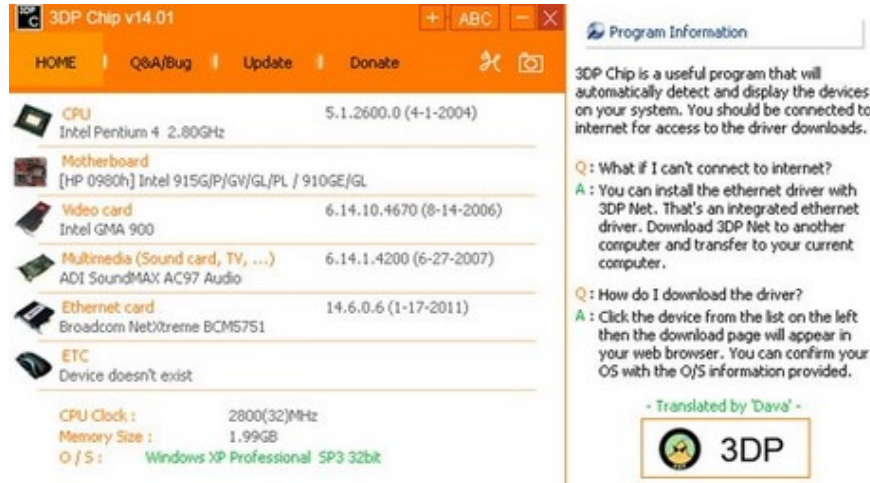 3DP Chip v14.01
+ ABC
HOME Q&A/Bug Update Donate
CPU 5.1.2600.0 (4-1-2004)
Intel Pentium 4 2.80GHz
Motherboard
[HP 0980h] Intel 915G/P/GV/GL/PL / 910GE/GL
Video card 6.14.10.4670 (8-14-2006)
Intel GMA 900
Multimedia (Sound card, TV, ...) 6.14.1.4200 (6-27-2007)
ADI SoundMAX AC97 Audio
Ethernet card 14.6.0.6 (1-17-2011)
Broadcom NetXtreme BCM5751
ETC
Device doesn't exist
CPU Clock : 2800(32)MHz
Memory Size : 1.99GB
O / S : Windows XP Professional SP3 32bit
Program Information
3DP Chip is a useful program that will
automatically detect and display the devices
on your system. You should be connected to
internet for access to the driver downloads.
Q : What if I can't connect to internet?
A : You can install the ethernet driver with
3DP Net. That's an integrated ethernet
driver. Download 3DP Net to another
computer and transfer to your current
computer.
Q : How do I download the driver?
A : Click the device from the list on the left
then the download page will appear in
your web browser. You can confirm your
OS with the O/S information provided.
- Translated by 'Dava' -
3DP